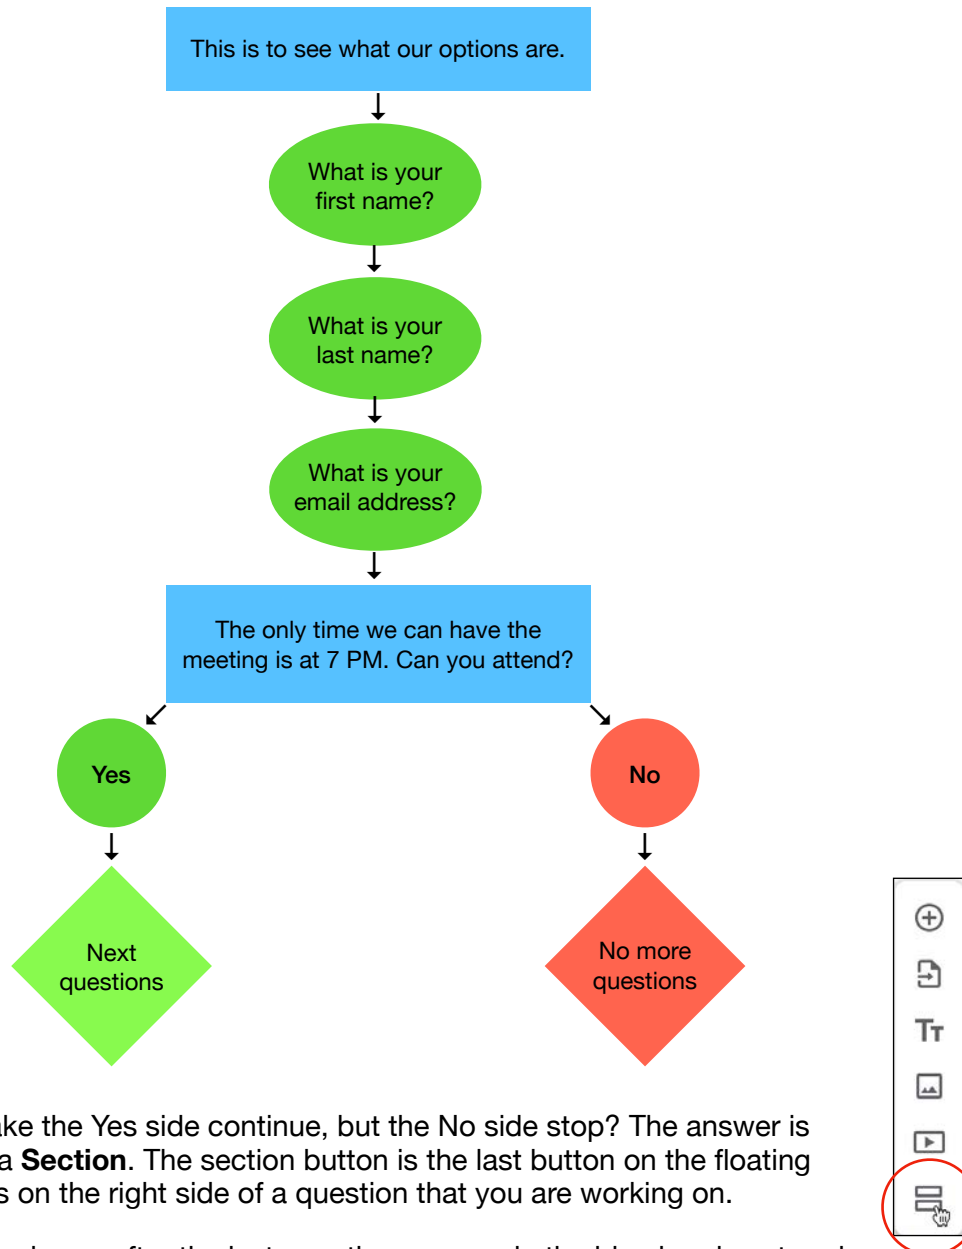 This is to see what our options are.
What is your
first name?
What is your
last name?
What is your
email address?
The only time we can have the
meeting is at 7 PM. Can you attend?
Yes
No
Next
questions
No more
questions
Tт
ake the Yes side continue, but the No side stop? The answer is
a Section. The section button is the last button on the floating
s on the right side of a question that you are working on.